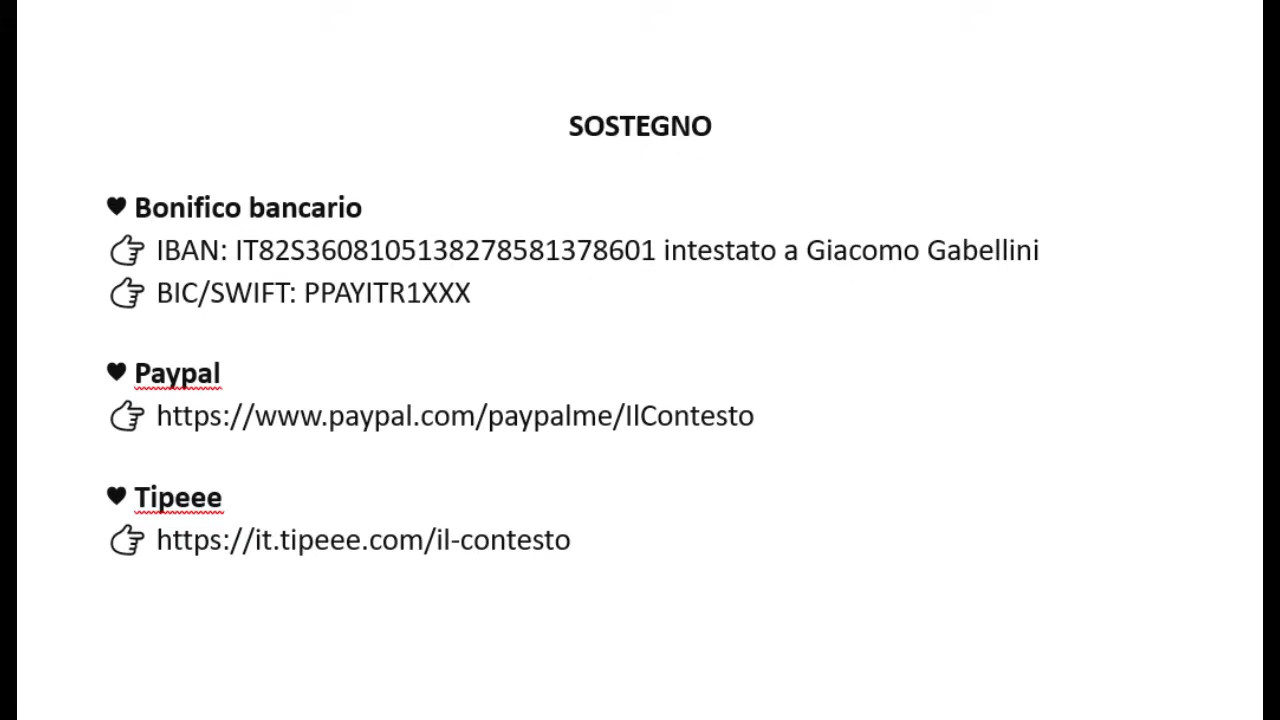 SOSTEGNO
♥ Bonifico bancario
👉 IBAN: IT82S3608105138278581378601 intestato a Giacomo Gabellini
👉 BIC/SWIFT: PPAYITR1XXX
♥ Paypal
👉 https://www.paypal.com/paypalme/IlContesto
♥ Tipeee
👉 https://it.tipeee.com/il-contesto